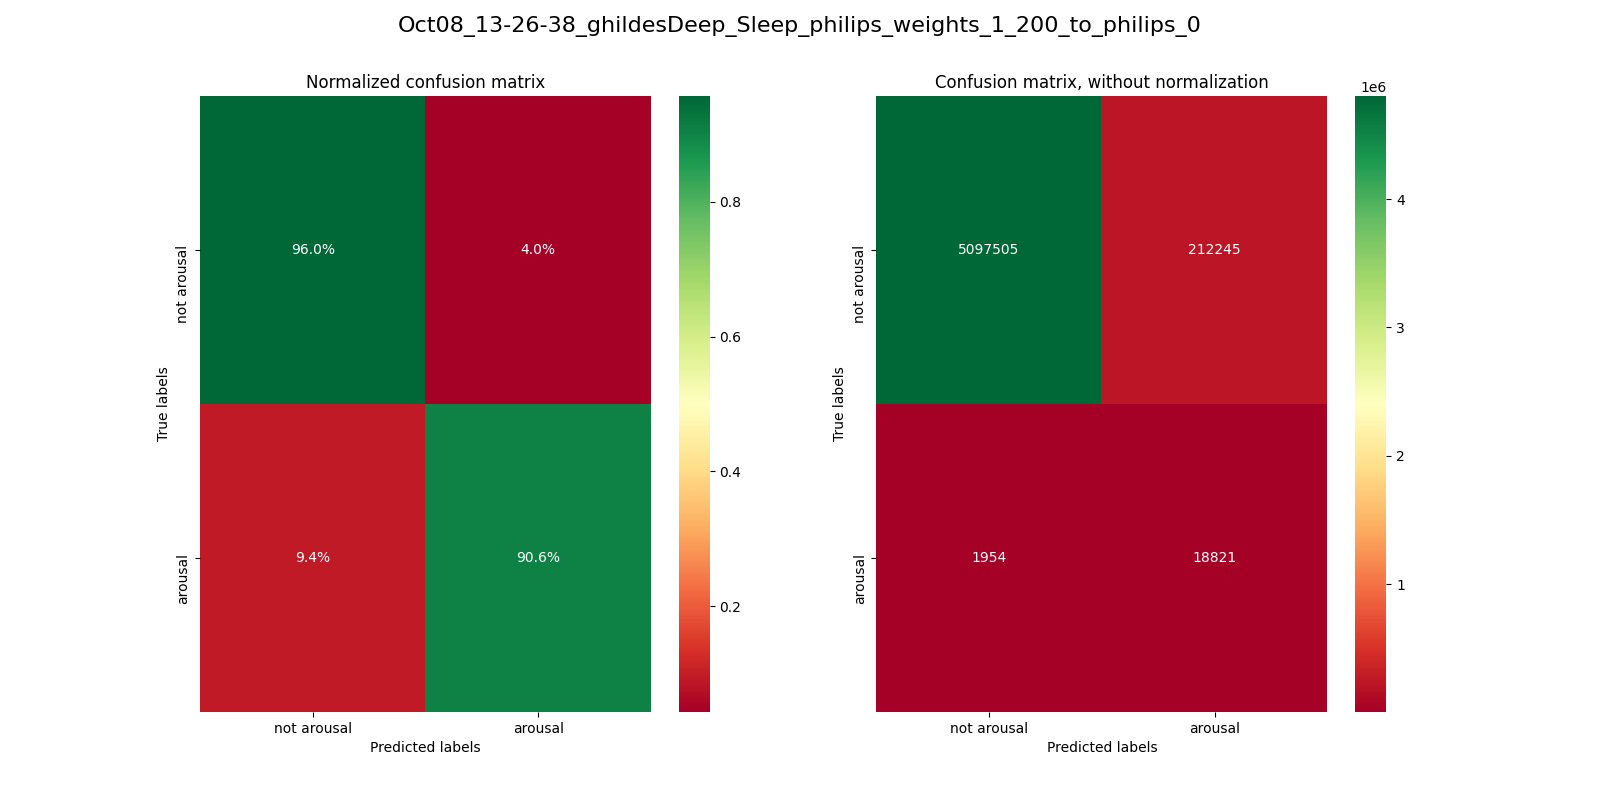 Oct08_13-26-38_ghildesDeep_Sleep_philips_weights_1_200_to_philips_0
Normalized confusion matrix
not arousal
arousal
True labels
96.0%
4.0%
9.4%
90.6%
not arousal
arousal
Predicted labels
0.8
0.6
0.4
0.2
Confusion matrix, without normalization
not arousal
arousal
True labels
5097505
212245
1954
18821
not arousal
arousal
Predicted labels
1e6
4
3
2
1